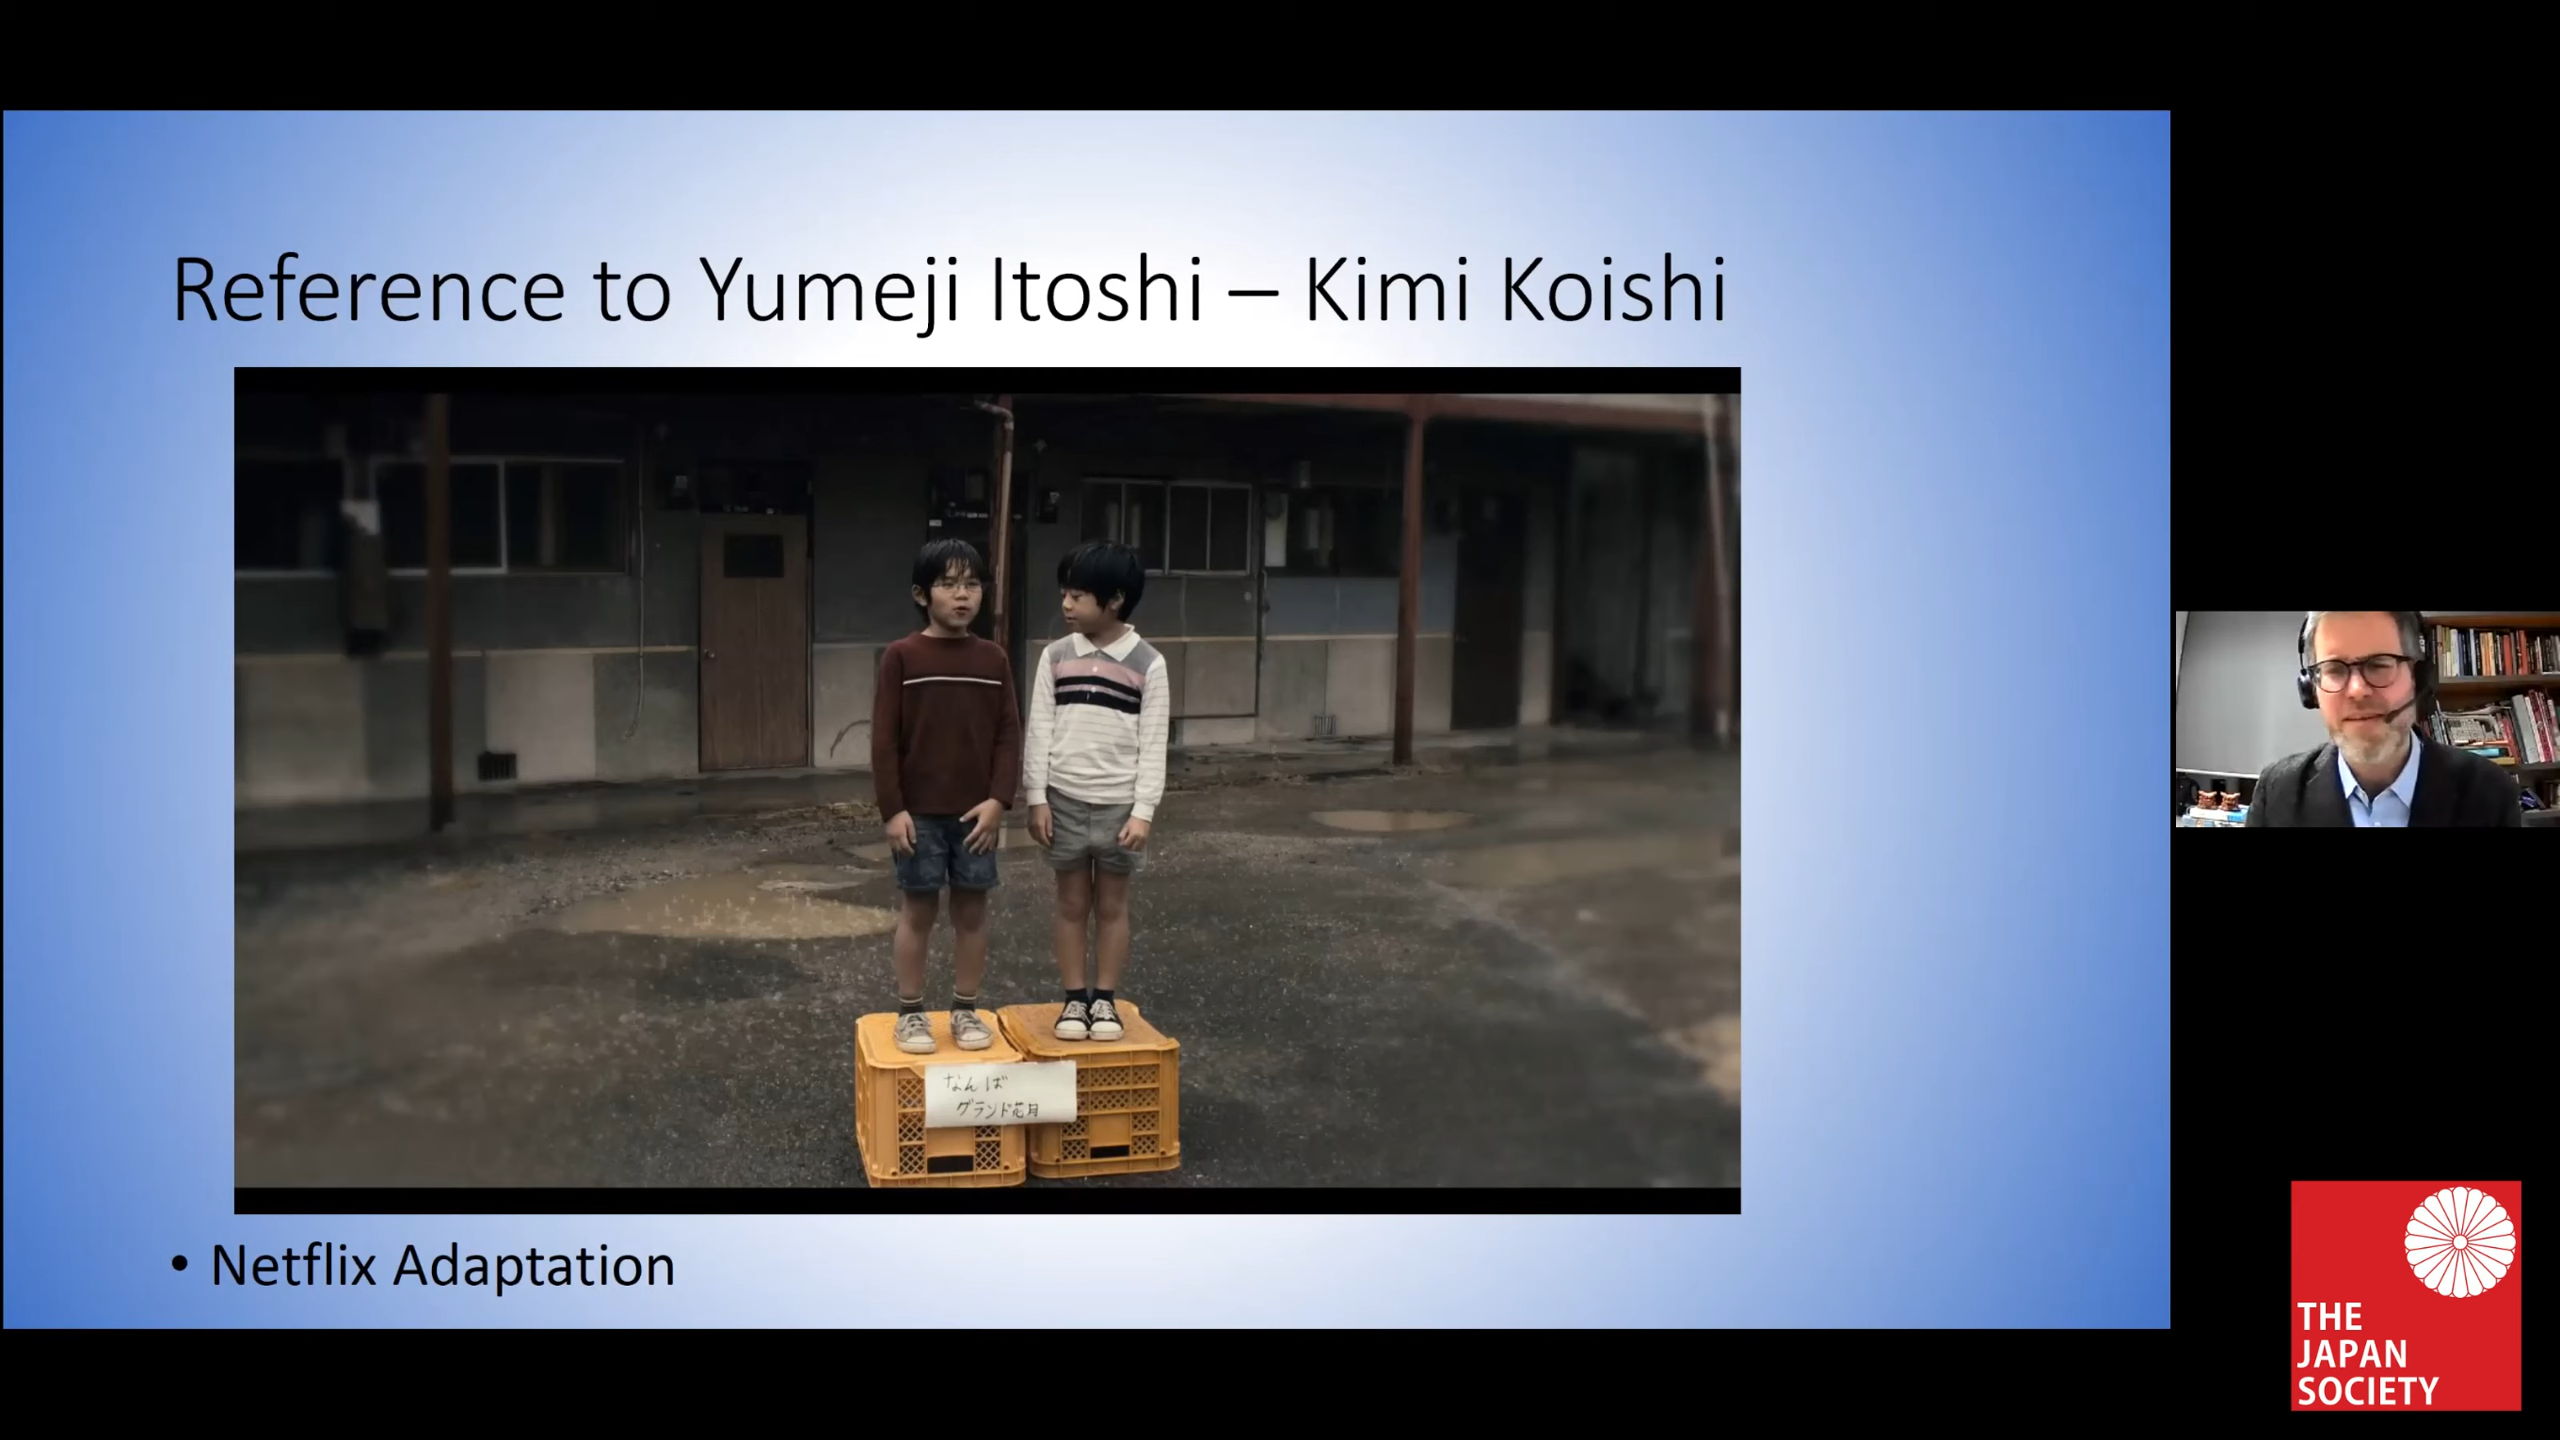 Reference to Yumeji Itoshi – Kimi Koishi
なんば
グランド花月
• Netflix Adaptation
THE
JAPAN
SOCIETY